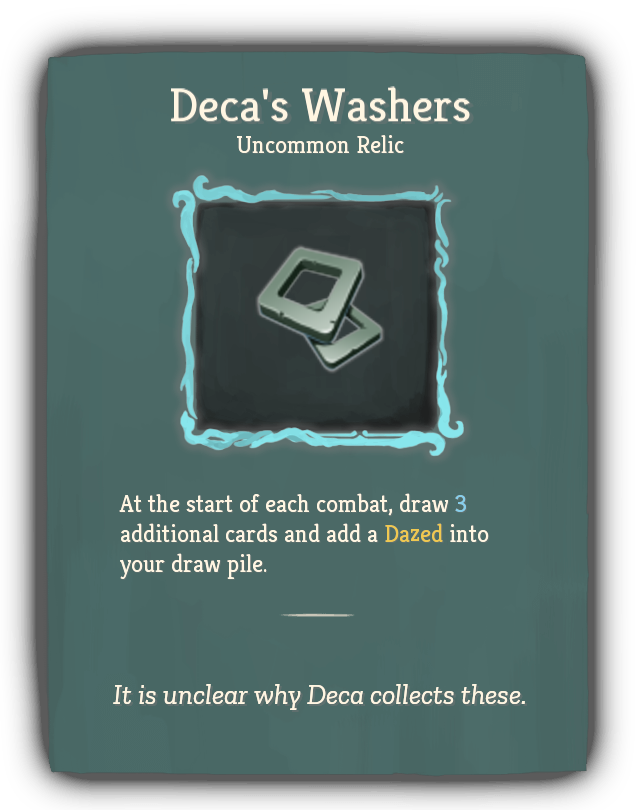 Deca's Washers
Uncommon Relic
At the start of each combat, draw 3
additional cards and add a Dazed into
your draw pile.
It is unclear why Deca collects these.